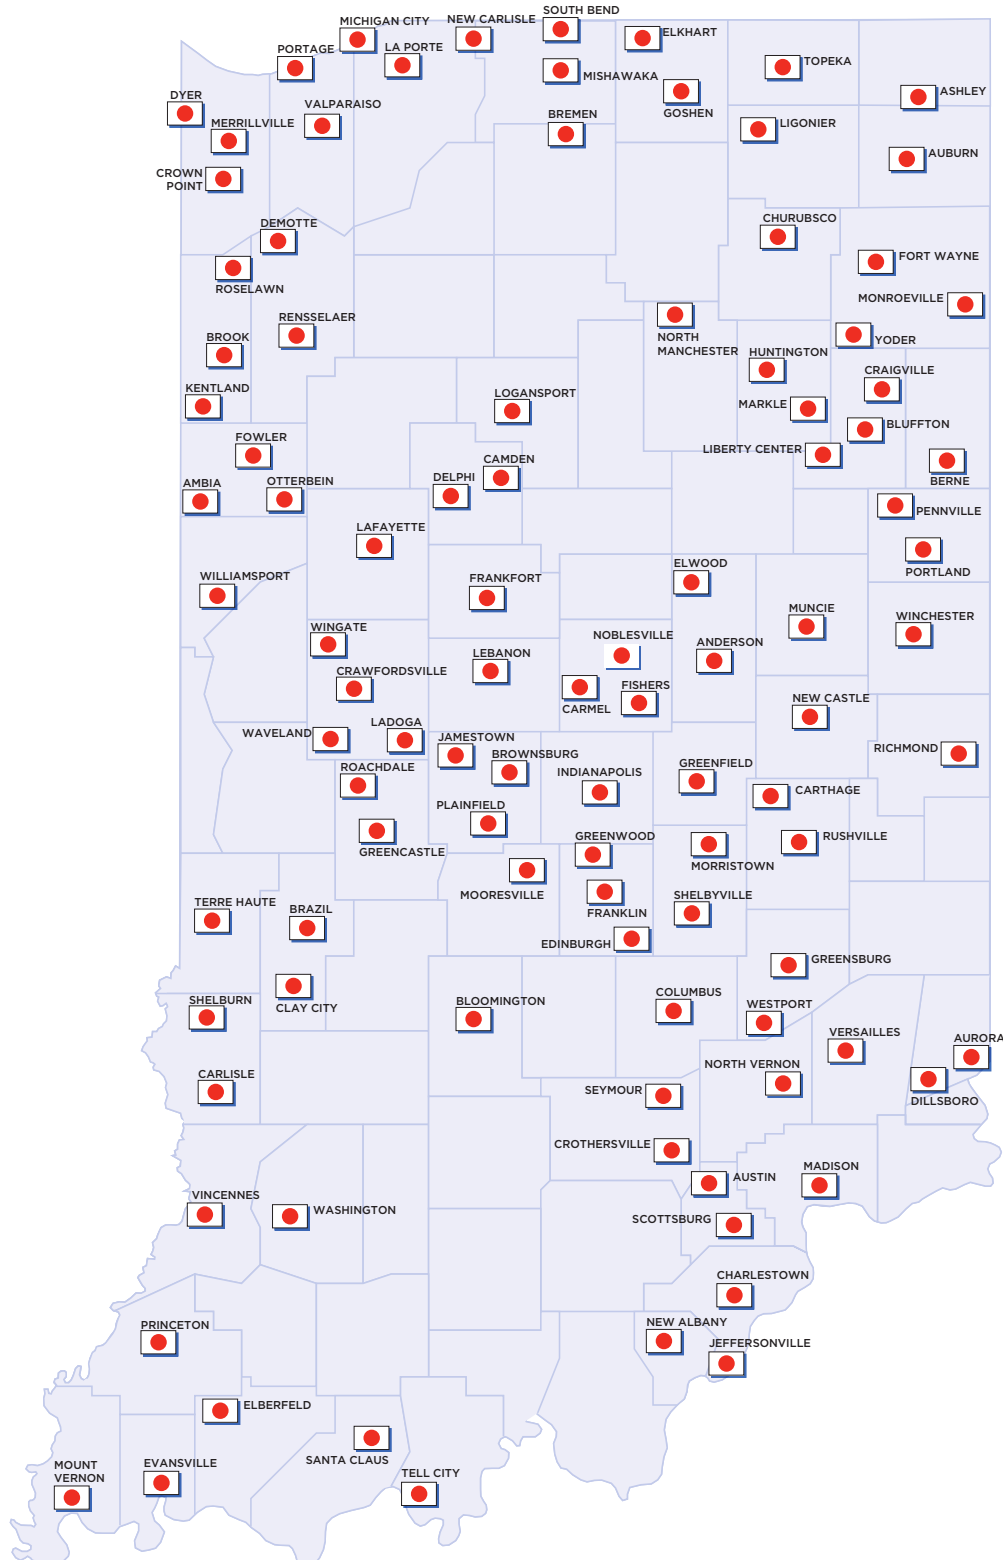 SOUTH BEND
MICHIGAN CITY
NEW CARLISLE
ELKHART
PORTAGE
LA PORTE
MISHAWAKA
TOPEKA
DYER
VALPARAISO
GOSHEN
ASHLEY
MERRILLVILLE
BREMEN
LIGONIER
AUBURN
CROWN
POINT
DEMOTTE
CHURUBSCO
FORT WAYNE
ROSELAWN
MONROEVILLE
RENSSELAER
BROOK
NORTH
MANCHESTER
YODER
HUNTINGTON
CRAIGVILLE
KENTLAND
LOGANSPORT
MARKLE
BLUFFTON
FOWLER
LIBERTY CENTER
CAMDEN
DELPHI
BERNE
AMBIA
OTTERBEIN
PENNVILLE
LAFAYETTE
PORTLAND
ELWOOD
WILLIAMSPORT
FRANKFORT
MUNCIE
WINCHESTER
WINGATE
NOBLESVILLE
ANDERSON
LEBANON
CRAWFORDSVILLE
CARMEL
FISHERS
NEW CASTLE
WAVELAND
LADOGA
JAMESTOWN
BROWNSBURG
RICHMOND
ROACHDALE
INDIANAPOLIS
GREENFIELD
CARTHAGE
PLAINFIELD
GREENCASTLE
GREENWOOD
MORRISTOWN
RUSHVILLE
MOORESVILLE
FRANKLIN
SHELBYVILLE
TERRE HAUTE
BRAZIL
EDINBURGH
GREENSBURG
SHELBURN
CLAY CITY
BLOOMINGTON
COLUMBUS
WESTPORT
VERSAILLES
AURORA
CARLISLE
NORTH VERNON
SEYMOUR
DILLSBORO
CROTHERSVILLE
AUSTIN
MADISON
VINCENNES
WASHINGTON
SCOTTSBURG
CHARLESTOWN
PRINCETON
NEW ALBANY
JEFFERSONVILLE
ELBERFELD
SANTA CLAUS
MOUNT
VERNON
EVANSVILLE
TELL CITY